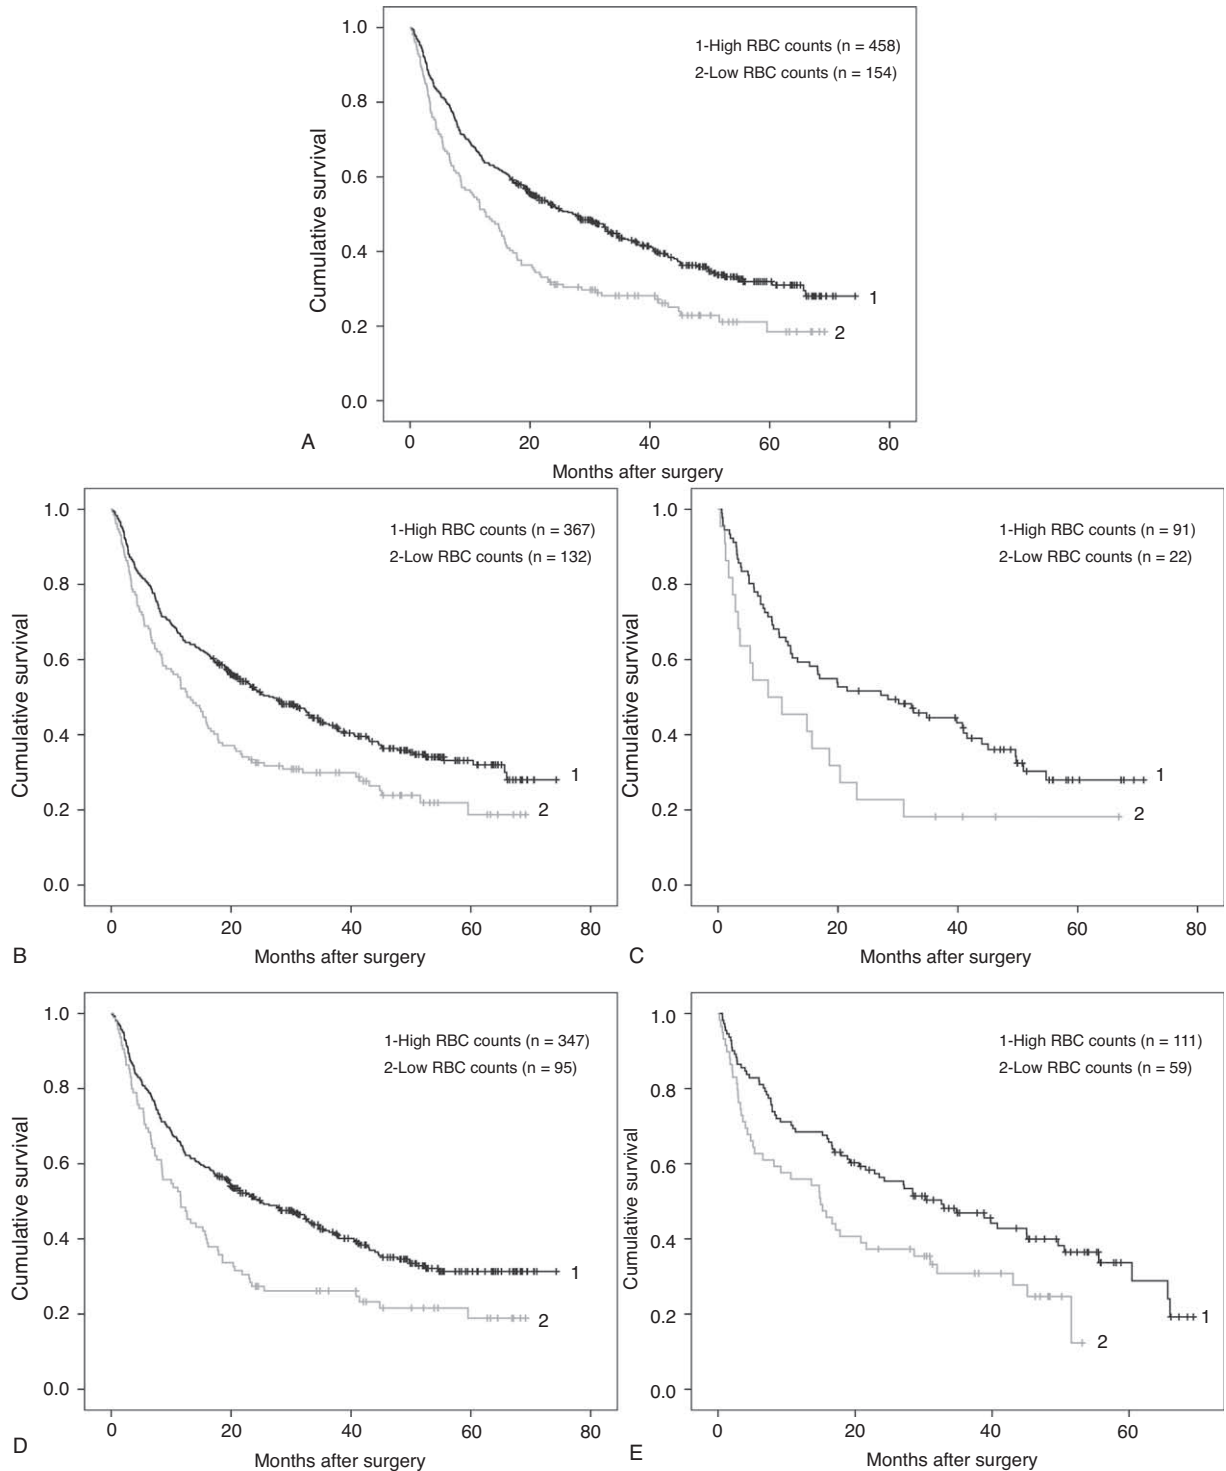 1.0
0.8
0.6
0.4
0.2
0.0
Cumulative survival
1-High RBC counts (n = 458)
2-Low RBC counts (n = 154)
1
2
0 20 40 60 80
Months after surgery
A
1.0
0.8
0.6
0.4
0.2
0.0
Cumulative survival
1-High RBC counts (n = 367)
2-Low RBC counts (n = 132)
1
2
0 20 40 60 80
Months after surgery
B
1.0
0.8
0.6
0.4
0.2
0.0
Cumulative survival
1-High RBC counts (n = 91)
2-Low RBC counts (n = 22)
1
2
0 20 40 60 80
Months after surgery
C
1.0
0.8
0.6
0.4
0.2
0.0
Cumulative survival
1-High RBC counts (n = 347)
2-Low RBC counts (n = 95)
1
2
0 20 40 60 80
Months after surgery
D
1.0
0.8
0.6
0.4
0.2
0.0
Cumulative survival
1-High RBC counts (n = 111)
2-Low RBC counts (n = 59)
1
2
0 20 40 60
Months after surgery
E